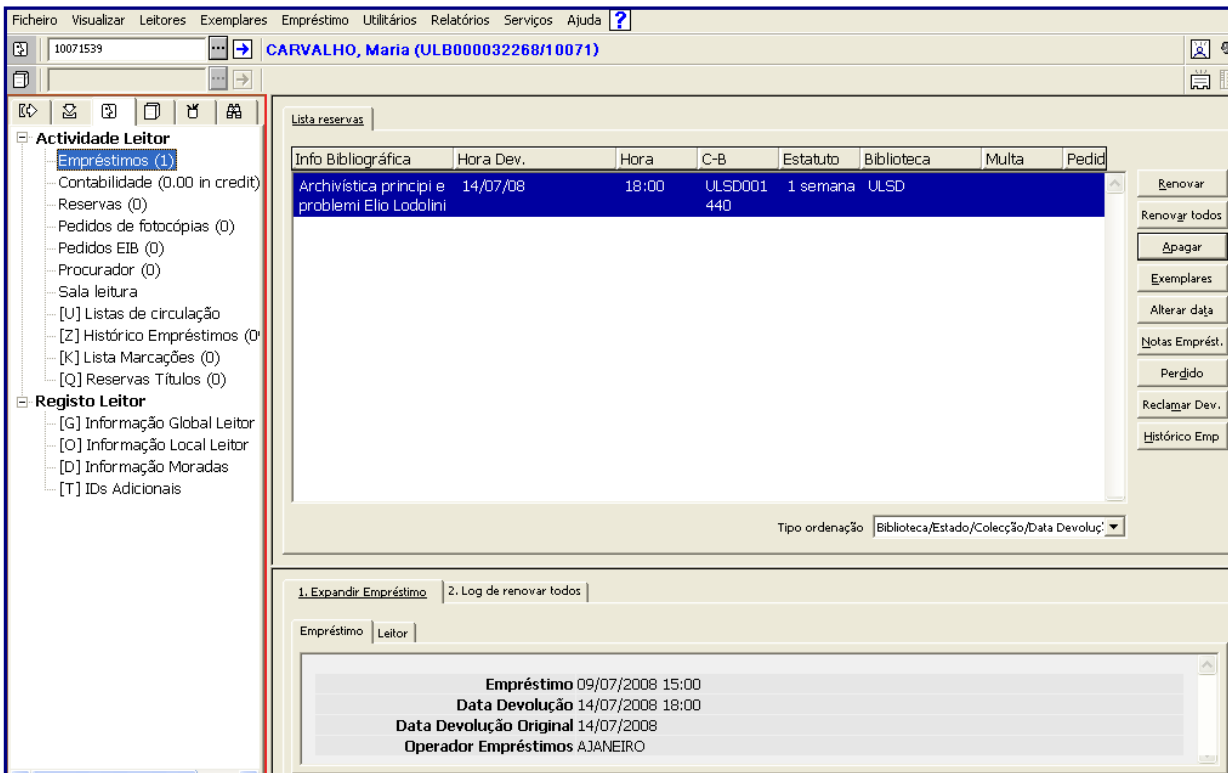 Ficheiro Visualizar Leitores Exemplares Empréstimo Utilitários Relatórios Serviços Ajuda ?
10071539 ... CARVALHO, Maria (ULB000032268/10071)
...
Actividade Leitor
Empréstimos (1)
Contabilidade (0.00 in credit)
Reservas (0)
Pedidos de fotocópias (0)
Pedidos EIB (0)
Procurador (0)
Sala leitura
[U] Listas de circulação
[Z] Histórico Empréstimos (0
[K] Lista Marcações (0)
[Q] Reservas Títulos (0)
Registo Leitor
[G] Informação Global Leitor
[O] Informação Local Leitor
[D] Informação Moradas
[T] IDs Adicionais
Lista reservas
Info Bibliográfica Hora Dev. Hora C-B Estatuto Biblioteca Multa Pedid
Archivística principi e 14/07/08 18:00 ULSD001 1 semana ULSD
problemi Elio Lodolini 440
Renovar
Renovar todos
Apagar
Exemplares
Alterar data
Notas Emprést.
Perdido
Reclamar Dev.
Histórico Emp
Tipo ordenação Biblioteca/Estado/Colecção/Data Devoluç
1. Expandir Empréstimo 2. Log de renovar todos
Empréstimo Leitor
Empréstimo 09/07/2008 15:00
Data Devolução 14/07/2008 18:00
Data Devolução Original 14/07/2008
Operador Empréstimos AJANEIRO